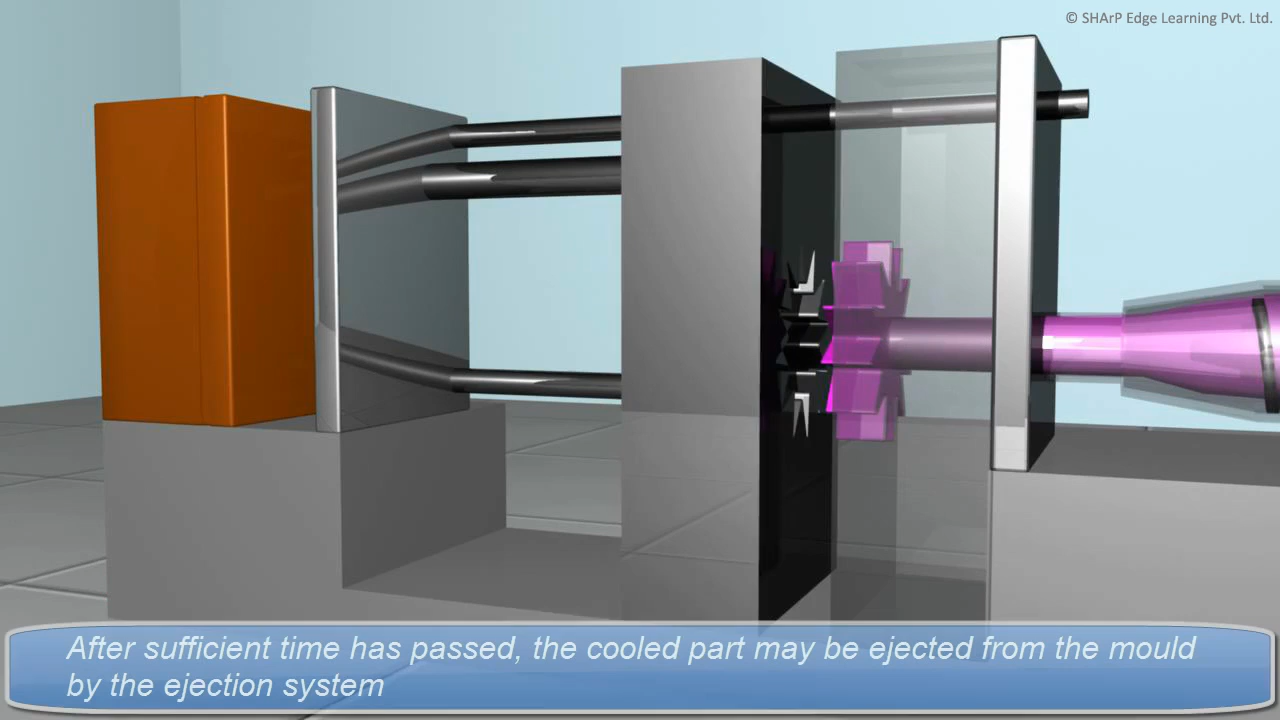 © SHArP Edge Learning Pvt. Ltd.
After sufficient time has passed, the cooled part may be ejected from the mould
by the ejection system